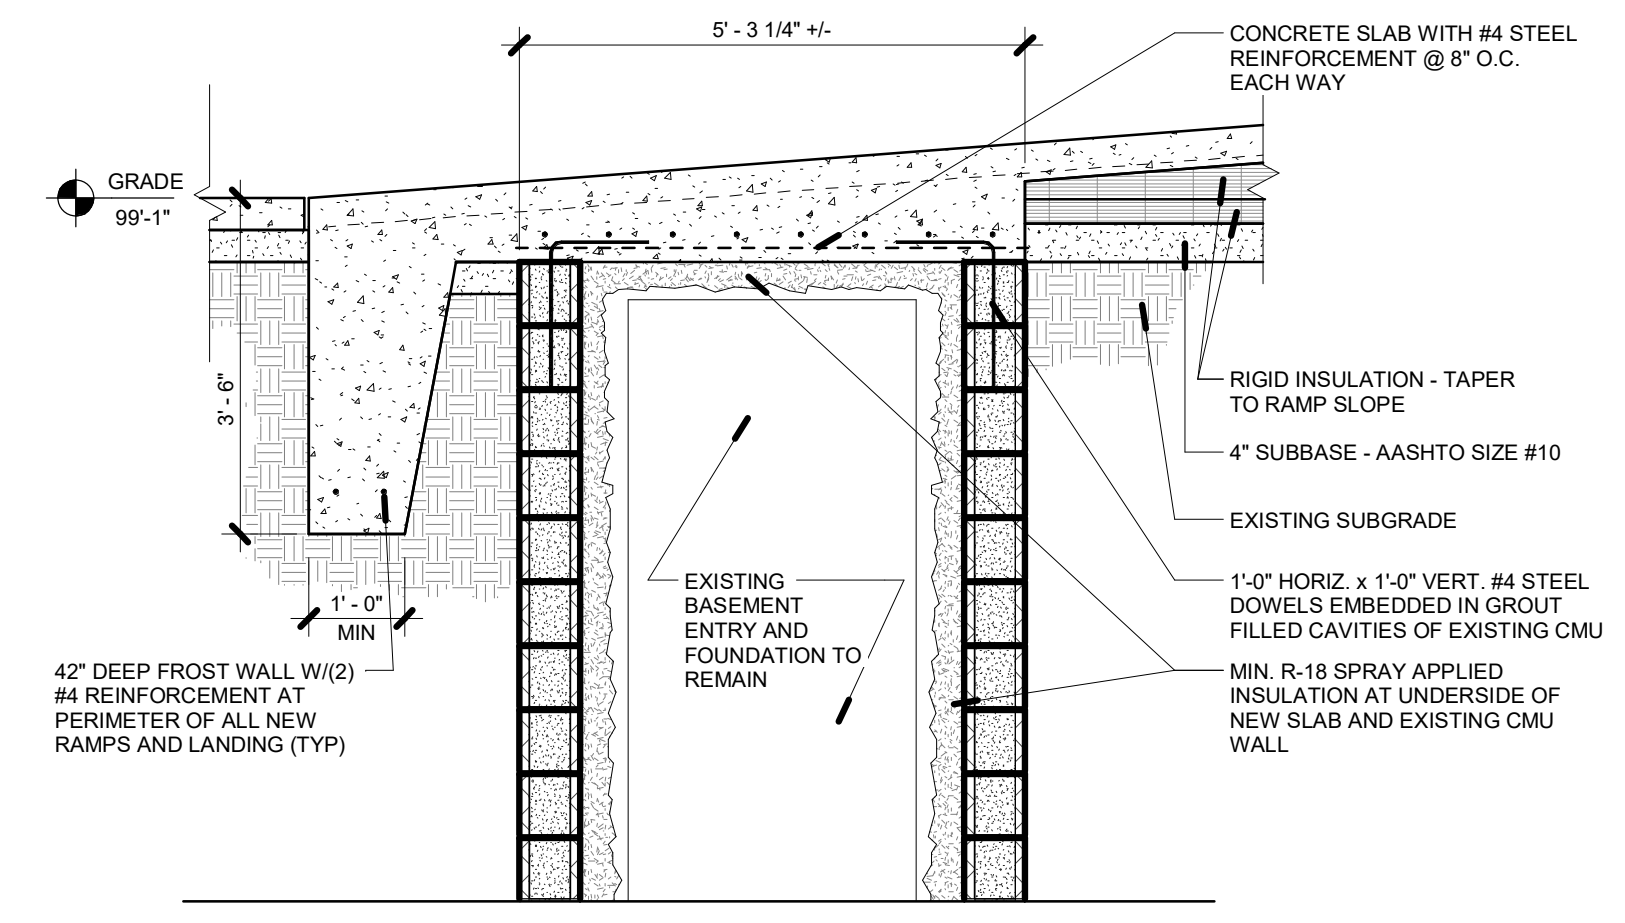 5' - 3 1/4" +/-
CONCRETE SLAB WITH #4 STEEL
REINFORCEMENT @ 8" O.C.
EACH WAY
GRADE
99'-1"
3' - 6"
RIGID INSULATION - TAPER
TO RAMP SLOPE
4" SUBBASE - AASHTO SIZE #10
EXISTING SUBGRADE
1'-0" HORIZ. x 1'-0" VERT. #4 STEEL
DOWELS EMBEDDED IN GROUT
FILLED CAVITIES OF EXISTING CMU
EXISTING
BASEMENT
ENTRY AND
FOUNDATION TO
REMAIN
1' - 0"
MIN
42" DEEP FROST WALL W/(2)
#4 REINFORCEMENT AT
PERIMETER OF ALL NEW
RAMPS AND LANDING (TYP)
MIN. R-18 SPRAY APPLIED
INSULATION AT UNDERSIDE OF
NEW SLAB AND EXISTING CMU
WALL